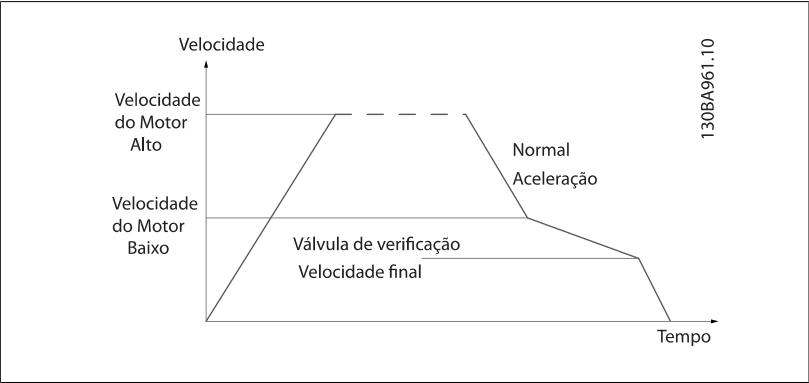 Velocidade
130BA961.10
Velocidade
do Motor
Alto
Normal
Aceleração
Velocidade
do Motor
Baixo
Válvula de verificação
Velocidade final
Tempo